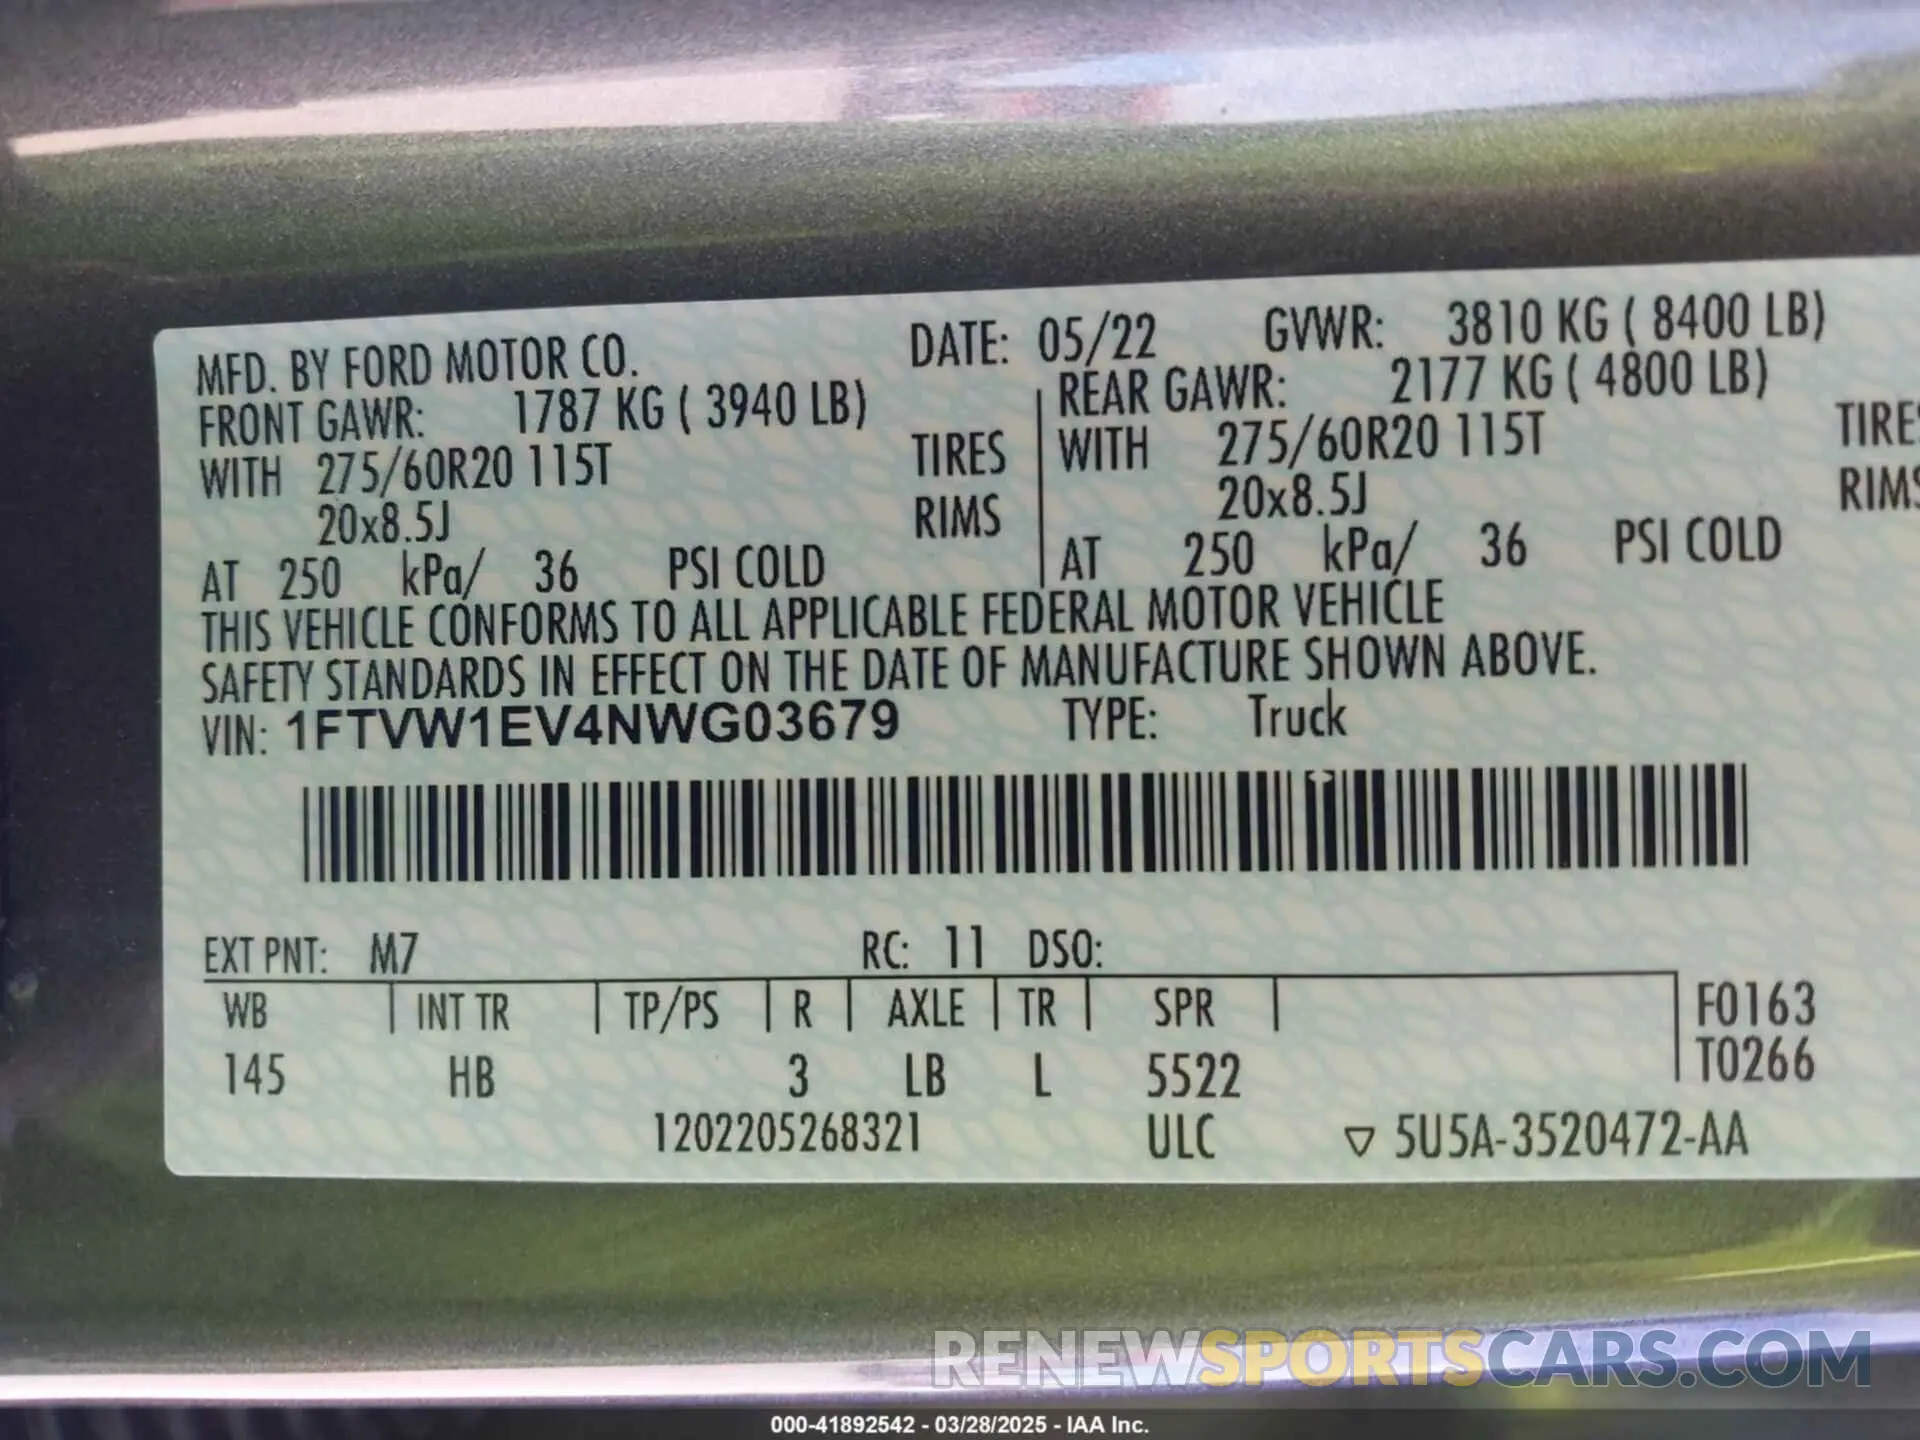 MFD. BY FORD MOTOR CO. DATE: 05/22 GVWR: 3810 KG ( 8400 LB)
FRONT GAWR: 1787 KG ( 3940 LB) REAR GAWR: 2177 KG ( 4800 LB)
WITH 275/60R20 115T TIRES WITH 275/60R20 115T TIRES
20x8.5J RIMS 20x8.5J RIMS
AT 250 kPa/ 36 PSI COLD AT 250 kPa/ 36 PSI COLD
THIS VEHICLE CONFORMS TO ALL APPLICABLE FEDERAL MOTOR VEHICLE
SAFETY STANDARDS IN EFFECT ON THE DATE OF MANUFACTURE SHOWN ABOVE.
VIN: 1FTVW1EV4NWG03679 TYPE: Truck
EXT PNT: M7 RC: 11 DSO:
WB INT TR TP/PS R AXLE TR SPR F0163
145 HB 3 LB L 5522 T0266
1202205268321 ULC ▽ 5U5A-3520472-AA
RENEWSPORTSCARS.COM
000-41892542 - 03/28/2025 - IAA Inc.